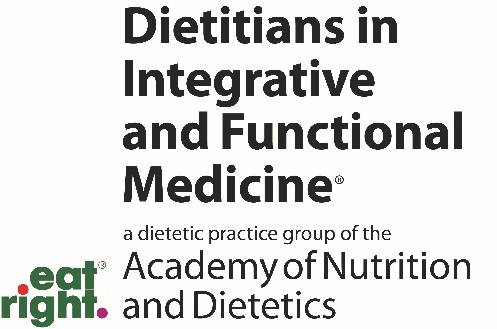 Dietitians in
Integrative
and Functional
Medicine®
a dietetic practice group of the
eat® Academy of Nutrition
right. and Dietetics